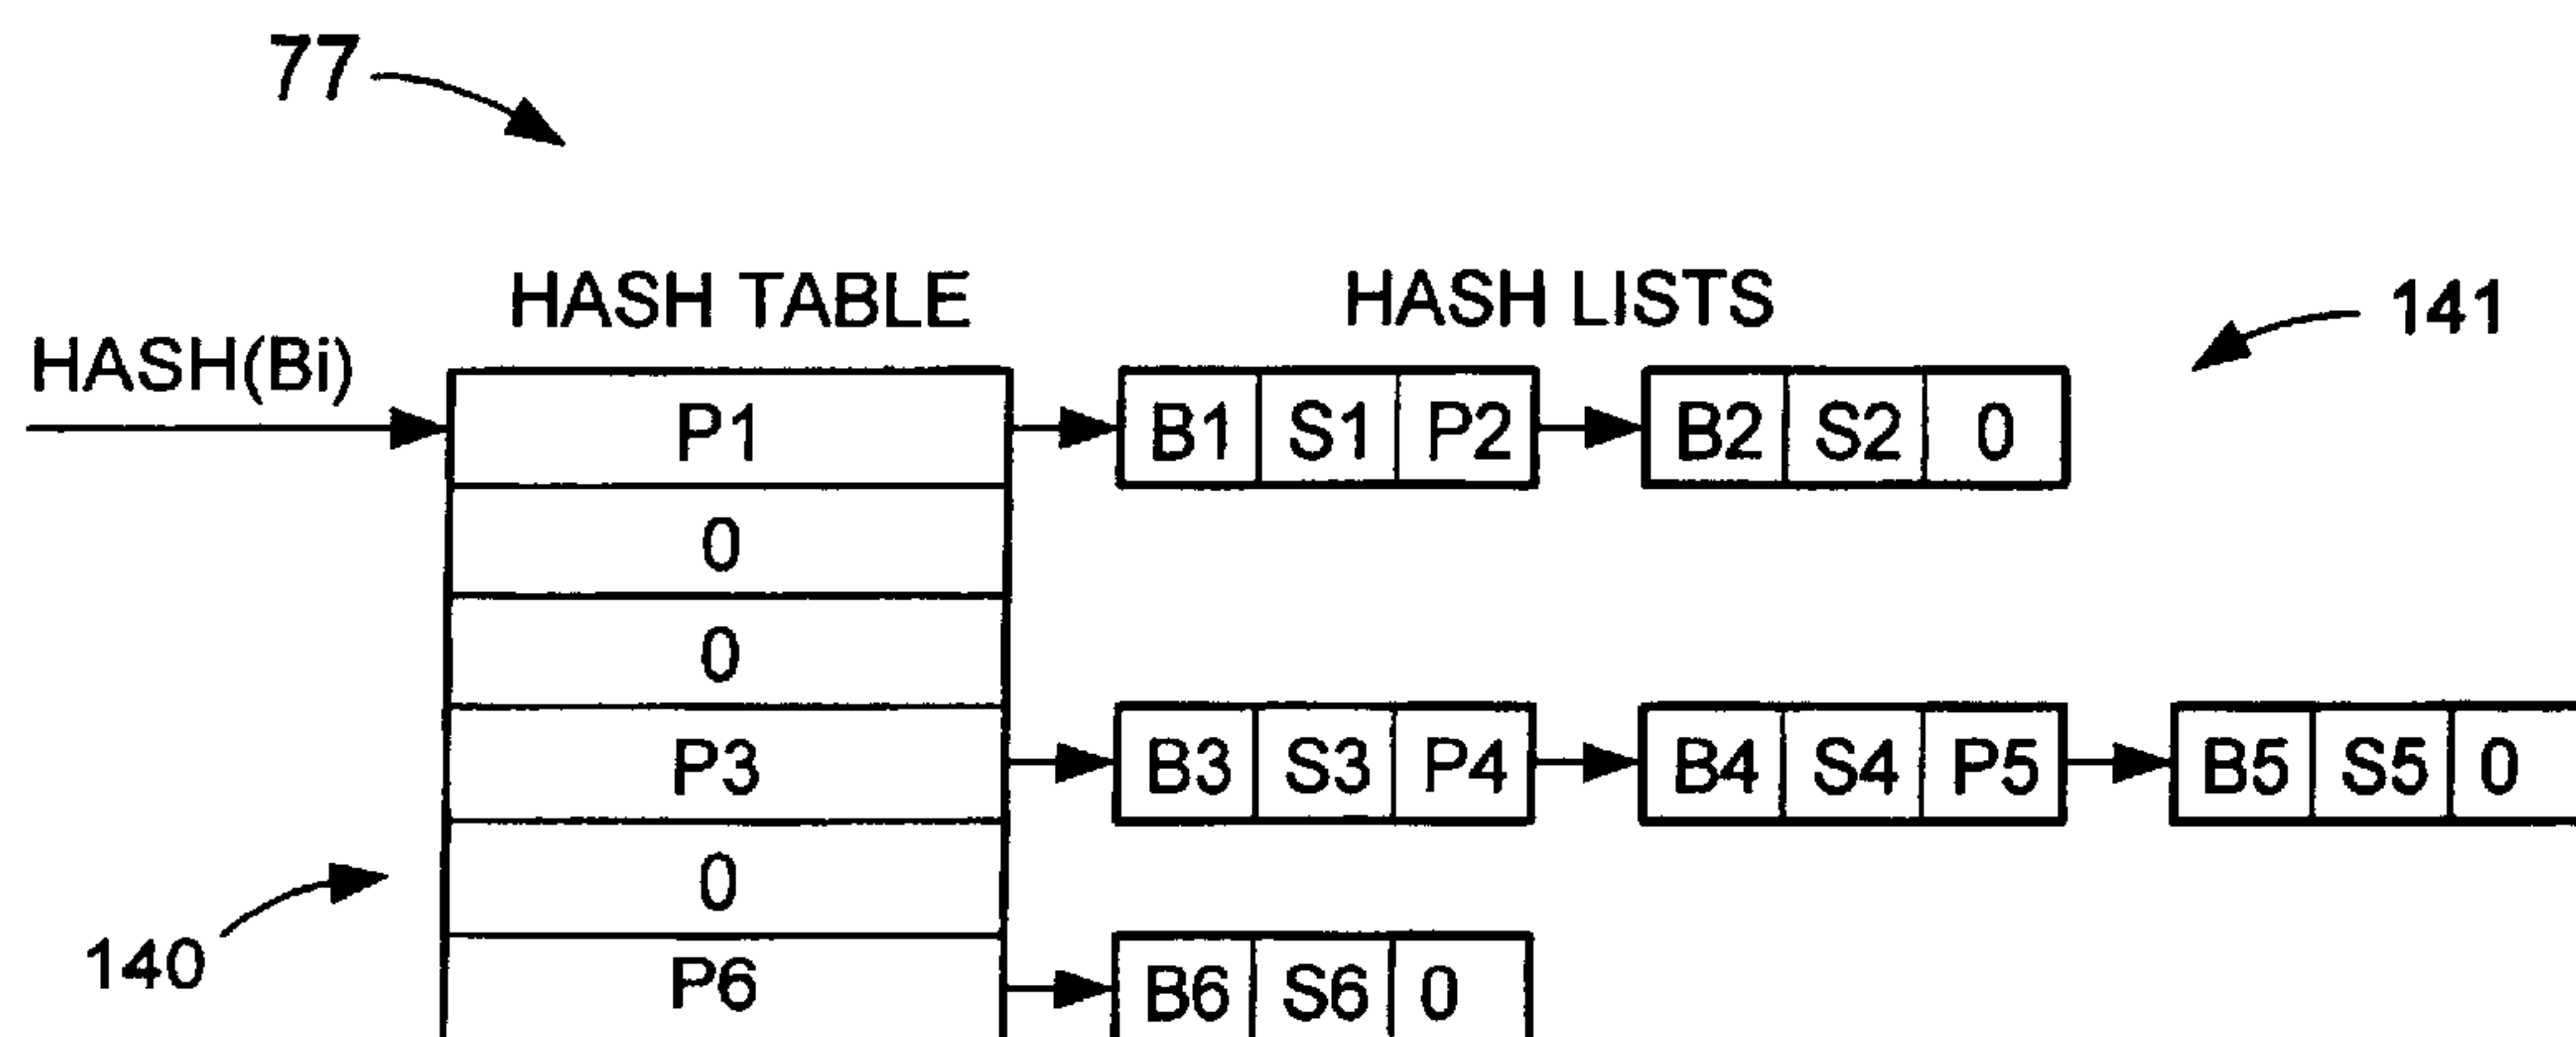 77
HASH TABLE HASH LISTS
141
HASH(Bi)
P1 B1 S1 P2 B2 S2 0
0
0
P3 B3 S3 P4 B4 S4 P5 B5 S5 0
0
140
P6 B6 S6 0